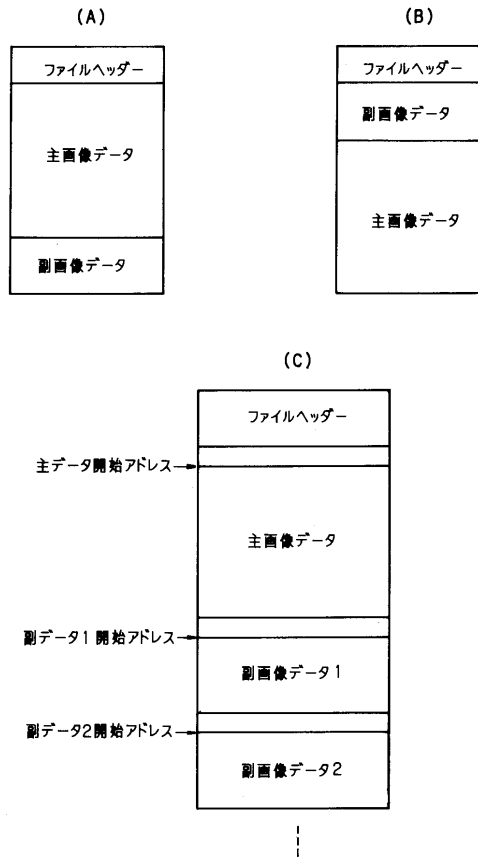 (A)
ファイルヘッダー
主画像データ
副画像データ
(B)
ファイルヘッダー
副画像データ
主画像データ
(C)
ファイルヘッダー
主データ開始アドレス
主画像データ
副データ1開始アドレス
副画像データ1
副データ2開始アドレス
副画像データ2